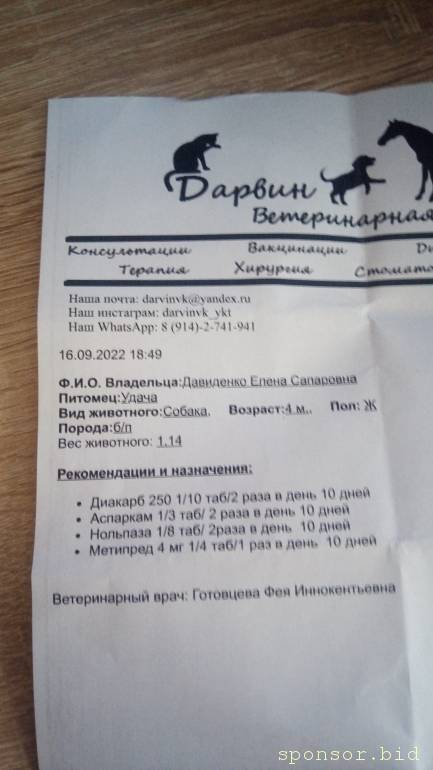 Дарвин
Ветеринарная
Консультации Вакцинации
Терапия Хирургия
Наша почта: darvinvk@yandex.ru
Наш инстаграм: darvinvk_ykt
Наш WhatsApp: 8 (914)-2-741-941
16.09.2022 18:49
Ф.И.О. Владельца:Давиденко Елена Сапаровна
Питомец:Удача
Вид животного:Собака, Возраст:4 м., Пол: Ж
Порода:б/п
Вес животного: 1.14
Рекомендации и назначения:
• Диакарб 250 1/10 таб/2 раза в день 10 дней
• Аспаркам 1/3 таб/ 2 раза в день 10 дней
• Нольпаза 1/8 таб/ 2раза в день 10 дней
• Метипред 4 мг 1/4 таб/1 раз в день 10 дней
Ветеринарный врач: Готовцева Фея Иннокентьевна
sponsor.bid